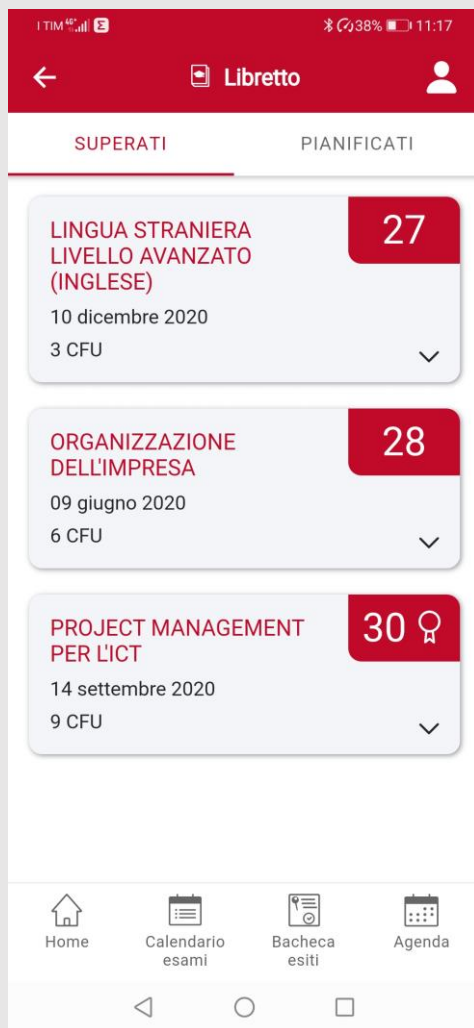 I TIM 38% 11:17
Libretto
SUPERATI PIANIFICATI
LINGUA STRANIERA
LIVELLO AVANZATO
(INGLESE)
27
10 dicembre 2020
3 CFU
ORGANIZZAZIONE
DELL'IMPRESA
28
09 giugno 2020
6 CFU
PROJECT MANAGEMENT
PER L'ICT
30
14 settembre 2020
9 CFU
Home
Calendario
esami
Bacheca
esiti
Agenda